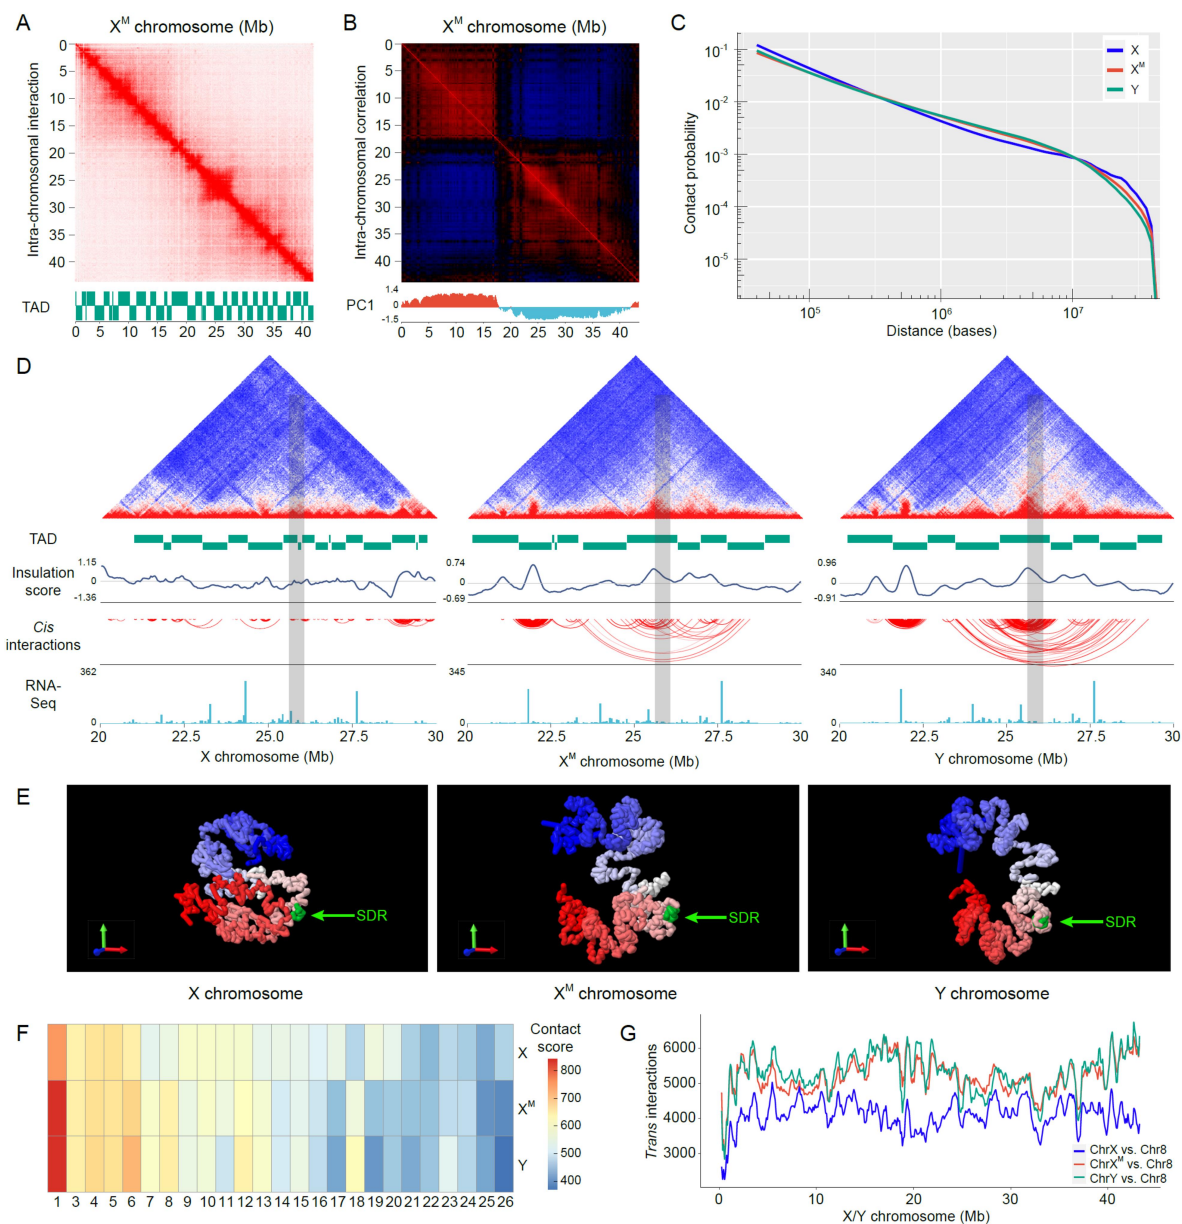 A
X^M chromosome (Mb)
Intra-chromosomal interaction
0
5
10
15
20
25
30
35
40
TAD
0 5 10 15 20 25 30 35 40
B
X^M chromosome (Mb)
Intra-chromosomal correlation
0
5
10
15
20
25
30
35
40
PC1
1.4
0
-1.5
0 5 10 15 20 25 30 35 40
C
Contact probability
10^-1
10^-2
10^-3
10^-4
10^-5
X
X^M
Y
10^5 10^6 10^7
Distance (bases)
D
TAD
Insulation
score
1.15
0
-1.36
0.74
0
-0.69
0.96
0
-0.91
Cis
interactions
RNA-
Seq
362
0
345
0
340
0
20 22.5 25 27.5 30
X chromosome (Mb)
20 22.5 25 27.5 30
X^M chromosome (Mb)
20 22.5 25 27.5 30
Y chromosome (Mb)
E
SDR
SDR
SDR
X chromosome
X^M chromosome
Y chromosome
F
X
X^M
Y
1 3 4 5 6 7 8 9 10 11 12 13 14 15 16 17 18 19 20 21 22 23 24 25 26
Contact
score
800
700
600
500
400
G
Trans interactions
6000
5000
4000
3000
ChrX vs. Chr8
ChrX^M vs. Chr8
ChrY vs. Chr8
0 10 20 30 40
X/Y chromosome (Mb)